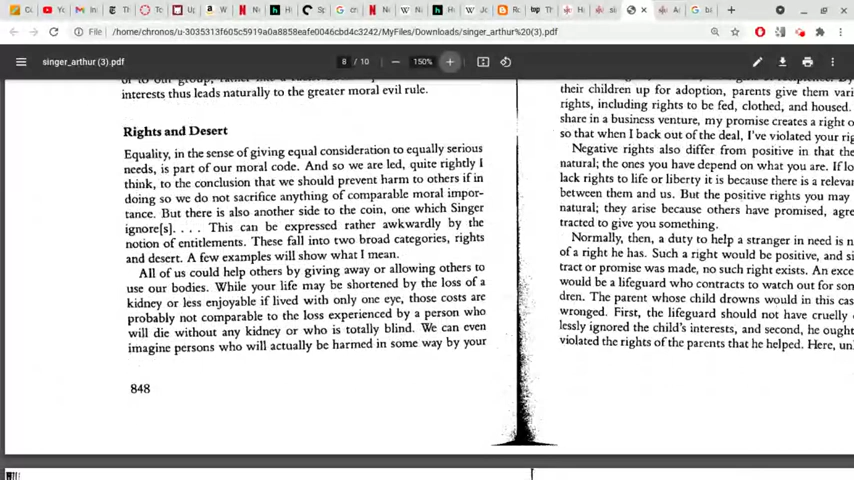 Yo
In
T
To
Up
W
N
H
Sp
cr
N
W
H
Jo
Ro
Th
H
sii
A
b
File
/home/chronos/u-3035313f605c5919a0a8858eafe0046cbd4c3242/MyFiles/Downloads/singer_arthur%20(3).pdf
singer_arthur (3).pdf
8 / 10
150%
or to our group, rather
interests thus leads naturally to the greater moral evil rule.
Rights and Desert
Equality, in the sense of giving equal consideration to equally serious
needs, is part of our moral code. And so we are led, quite rightly I
think, to the conclusion that we should prevent harm to others if in
doing so we do not sacrifice anything of comparable moral impor-
tance. But there is also another side to the coin, one which Singer
ignore[s]. . . . This can be expressed rather awkwardly by the
notion of entitlements. These fall into two broad categories, rights
and desert. A few examples will show what I mean.
All of us could help others by giving away or allowing others to
use our bodies. While your life may be shortened by the loss of a
kidney or less enjoyable if lived with only one eye, those costs are
probably not comparable to the loss experienced by a person who
will die without any kidney or who is totally blind. We can even
imagine persons who will actually be harmed in some way by your
848
their children up for adoption, parents give them vari
rights, including rights to be fed, clothed, and housed.
share in a business venture, my promise creates a right o
so that when I back out of the deal, I've violated your rig
Negative rights also differ from positive in that the
natural; the ones you have depend on what you are. If lo
lack rights to life or liberty it is because there is a relevan
between them and us. But the positive rights you may
natural; they arise because others have promised, agre
tracted to give you something.
Normally, then, a duty to help a stranger in need is n
of a right he has. Such a right would be positive, and si
tract or promise was made, no such right exists. An exce
would be a lifeguard who contracts to watch out for som
dren. The parent whose child drowns would in this cas
wronged. First, the lifeguard should not have cruelly
lessly ignored the child's interests, and second, he ought
violated the rights of the parents that he helped. Here, unl